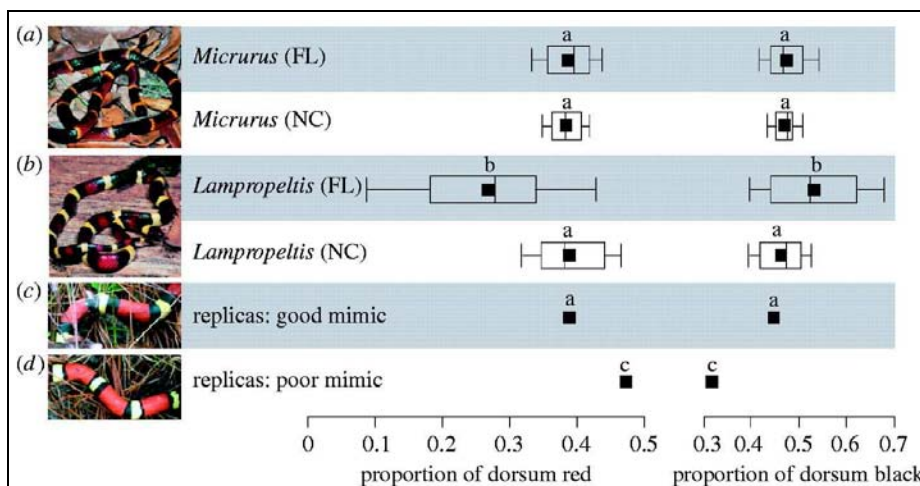 (a)
a a
Micrurus (FL)
a a
Micrurus (NC)
(b)
b b
Lampropeltis (FL)
a a
Lampropeltis (NC)
(c)
a a
replicas: good mimic
(d)
c c
replicas: poor mimic
0 0.1 0.2 0.3 0.4 0.5 0.3 0.4 0.5 0.6 0.7
proportion of dorsum red proportion of dorsum black